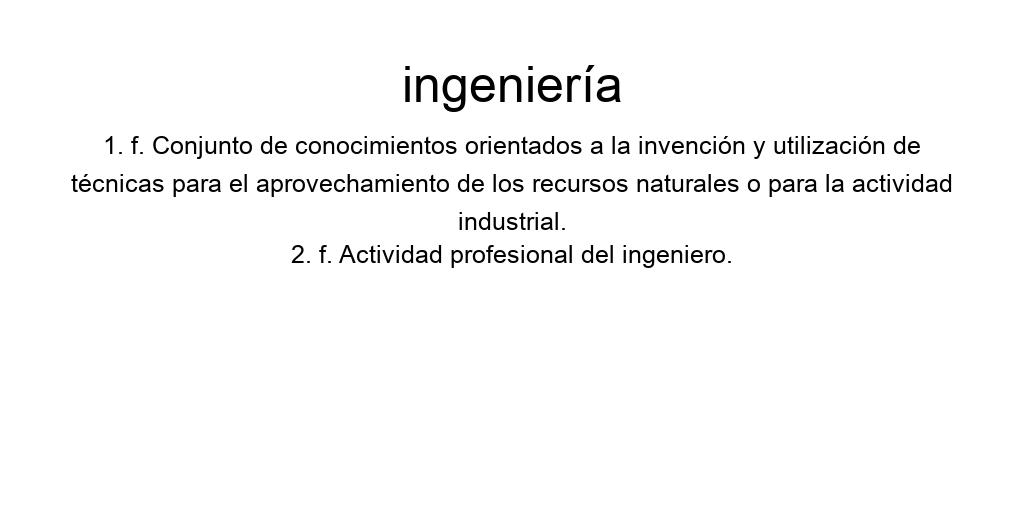 ingeniería
1. f. Conjunto de conocimientos orientados a la invención y utilización de
técnicas para el aprovechamiento de los recursos naturales o para la actividad
industrial.
2. f. Actividad profesional del ingeniero.